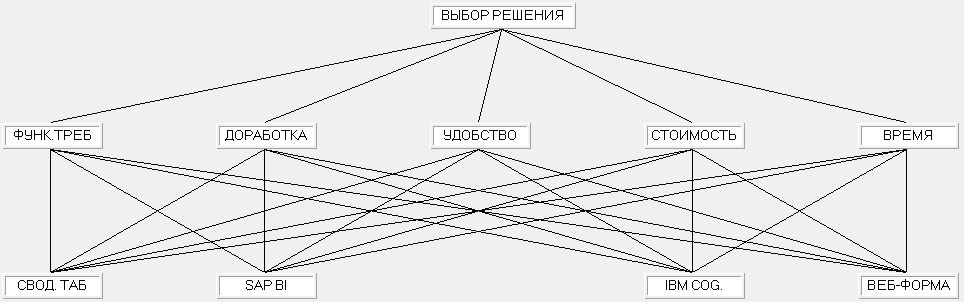 ВЫБОР РЕШЕНИЯ
ФУНК.ТРЕБ
ДОРАБОТКА
УДОБСТВО
СТОИМОСТЬ
ВРЕМЯ
СВОД. ТАБ
SAP BI
IBM COG.
ВЕБ-ФОРМА